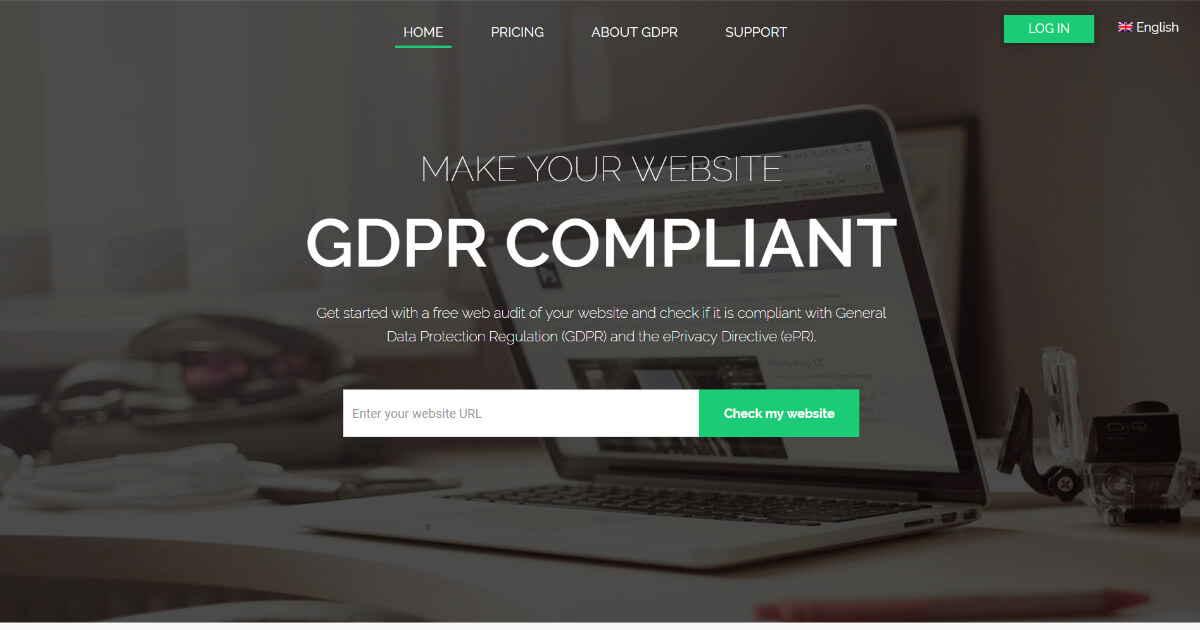 HOME PRICING ABOUT GDPR SUPPORT LOG IN English
MAKE YOUR WEBSITE
GDPR COMPLIANT
Get started with a free web audit of your website and check if it is compliant with General
Data Protection Regulation (GDPR) and the ePrivacy Directive (ePR).
Photoshop CC
Enter your website URL Check my website